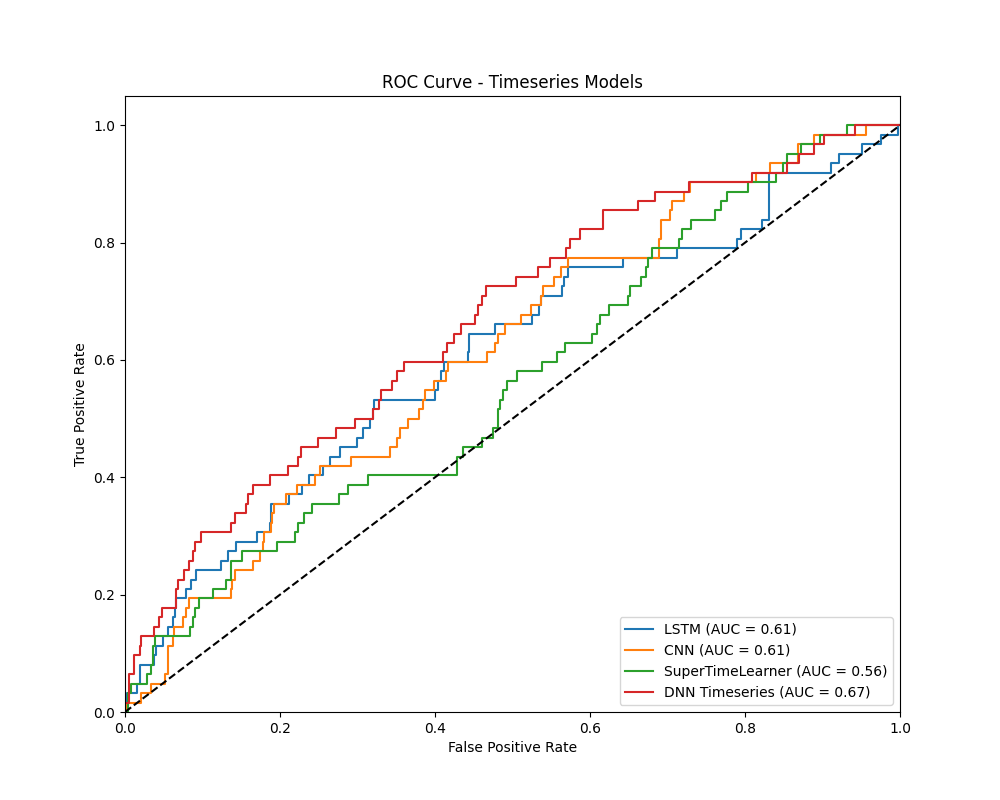 ROC Curve - Timeseries Models
True Positive Rate
1.0
0.8
0.6
0.4
0.2
0.0
LSTM (AUC = 0.61)
CNN (AUC = 0.61)
SuperTimeLearner (AUC = 0.56)
DNN Timeseries (AUC = 0.67)
0.0 0.2 0.4 0.6 0.8 1.0
False Positive Rate